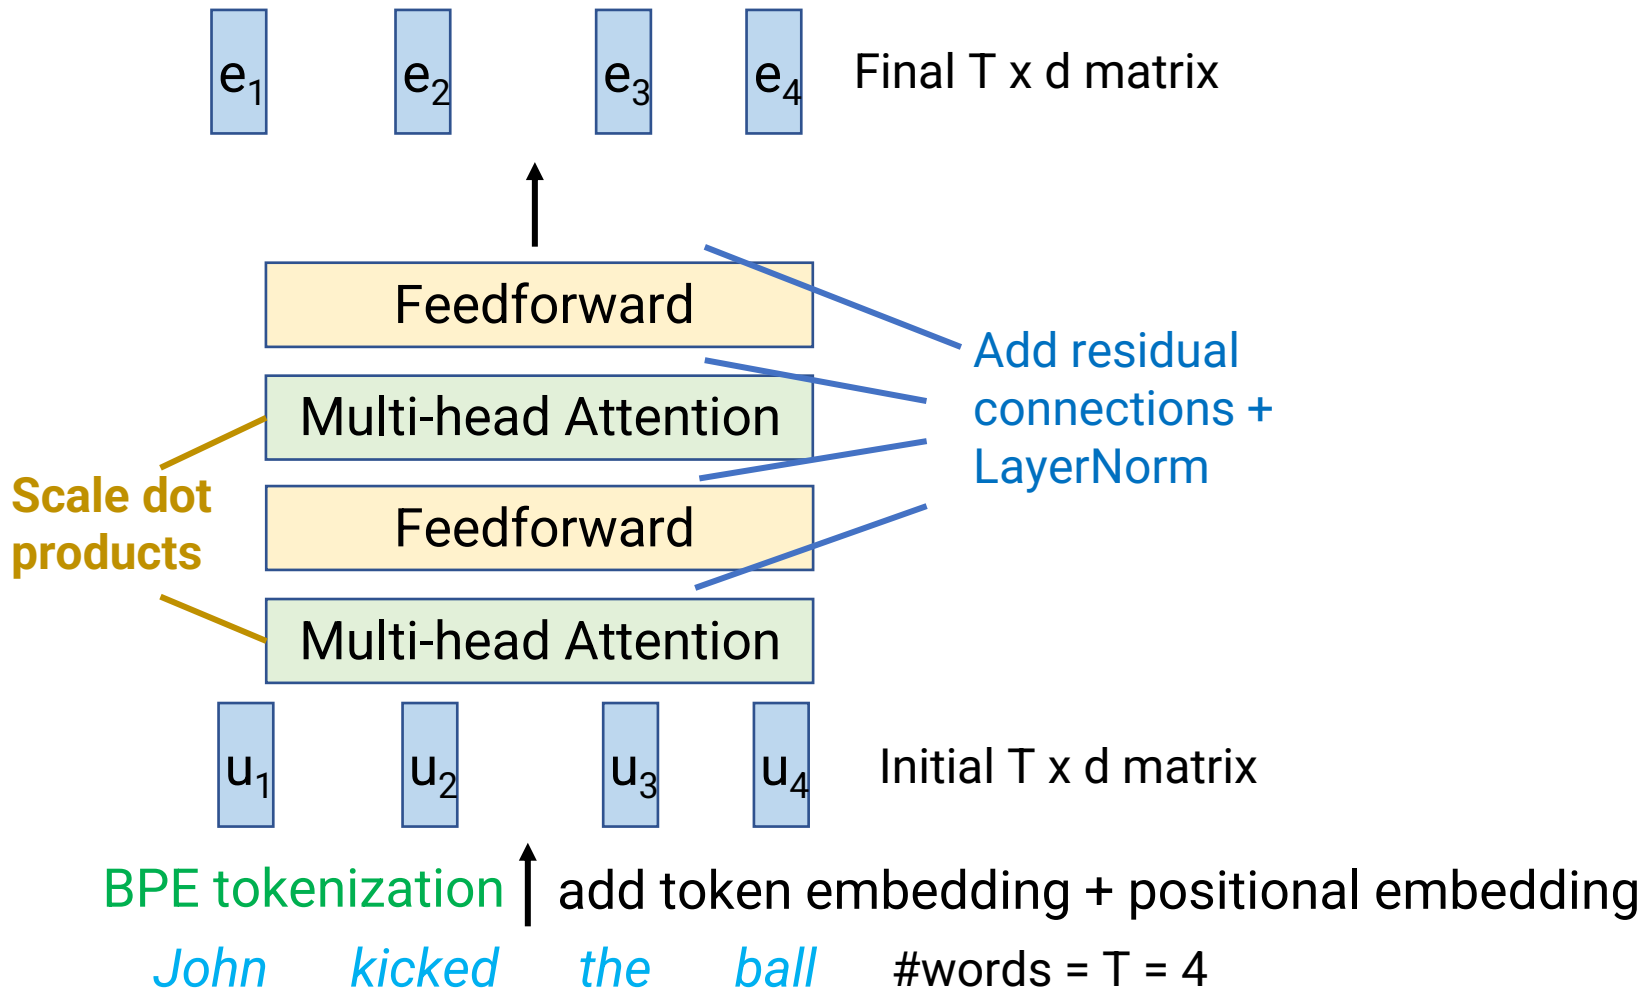 e1 e2 e3 e4 Final T x d matrix
Feedforward
Add residual
connections +
LayerNorm
Multi-head Attention
Scale dot
products
Feedforward
Multi-head Attention
u1 u2 u3 u4 Initial T x d matrix
BPE tokenization add token embedding + positional embedding
John kicked the ball #words = T = 4